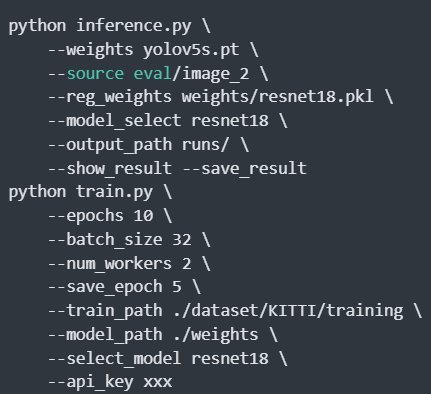 python inference.py \
    --weights yolov5s.pt \
    --source eval/image_2 \
    --reg_weights weights/resnet18.pkl \
    --model_select resnet18 \
    --output_path runs/ \
    --show_result --save_result
python train.py \
    --epochs 10 \
    --batch_size 32 \
    --num_workers 2 \
    --save_epoch 5 \
    --train_path ./dataset/KITTI/training \
    --model_path ./weights \
    --select_model resnet18 \
    --api_key xxx